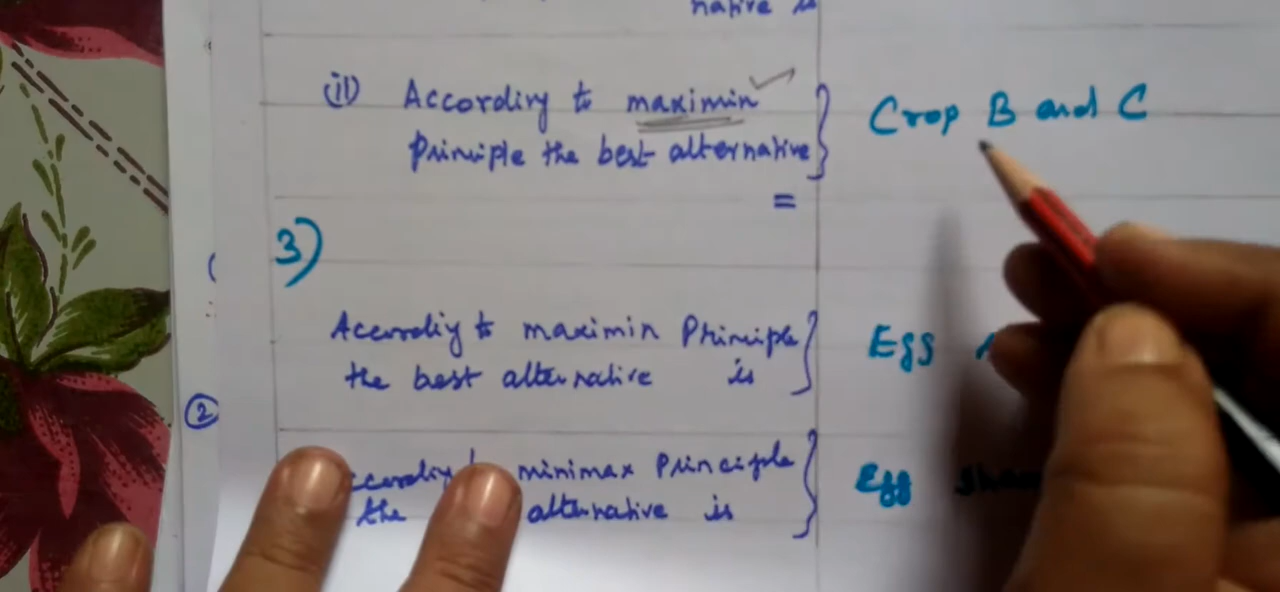 native is
(ii) According to maximin
Principle the best alternative } Crop B and C
=
3)
According to maximin Principle
the best alternative is } Egg
minimax Principle
the alternative is } Egg
2